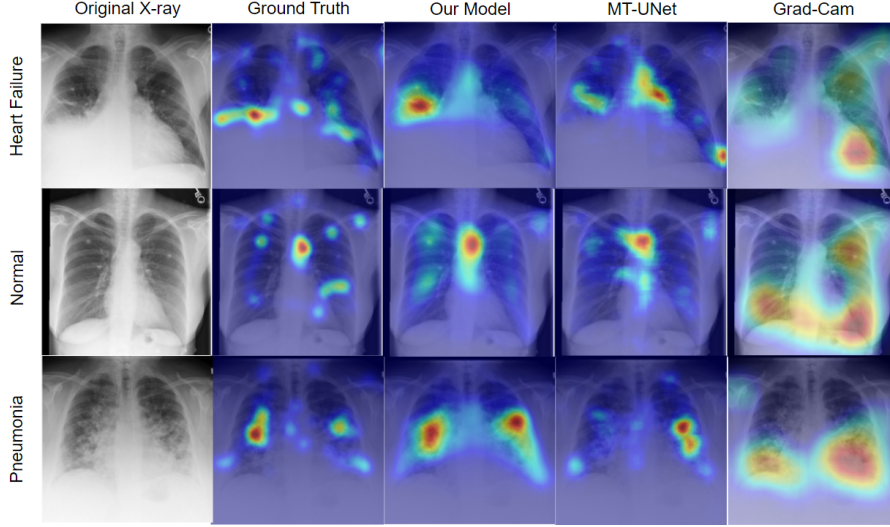 Original X-ray Ground Truth Our Model MT-UNet Grad-Cam
Heart Failure
Normal
Pneumonia